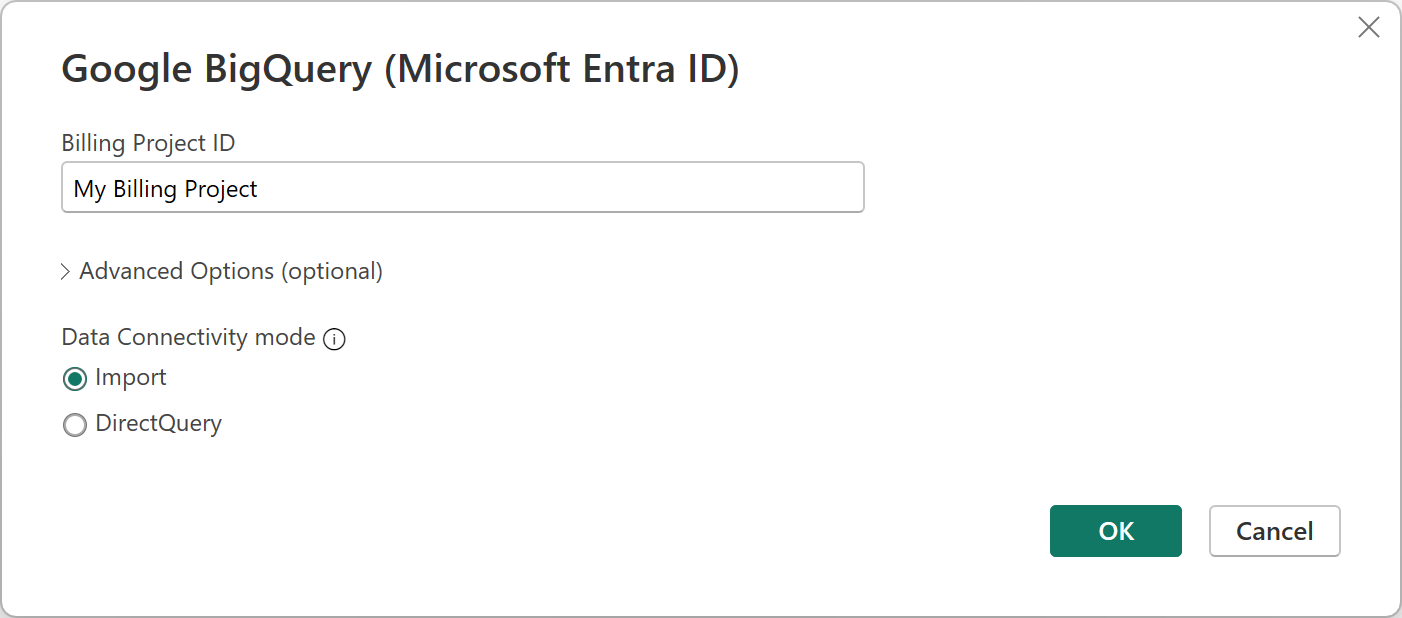 Google BigQuery (Microsoft Entra ID)
Billing Project ID
My Billing Project
Advanced Options (optional)
Data Connectivity mode
Import
DirectQuery
OK
Cancel